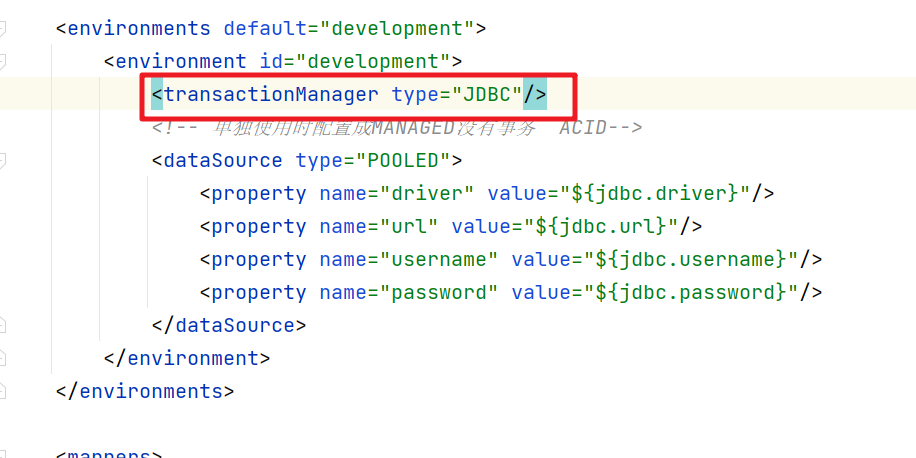 <environments default="development">
<environment id="development">
<transactionManager type="JDBC"/>
<!-- 单独使用时配置成MANAGED没有事务  ACID-->
<dataSource type="POOLED">
<property name="driver" value="${jdbc.driver}"/>
<property name="url" value="${jdbc.url}"/>
<property name="username" value="${jdbc.username}"/>
<property name="password" value="${jdbc.password}"/>
</dataSource>
</environment>
</environments>
<mappers>